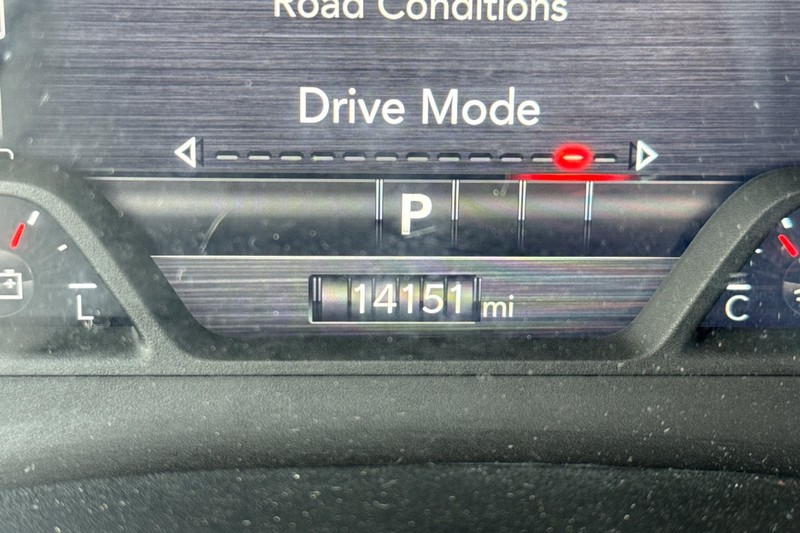 Road Conditions
Drive Mode
P
L
14151 mi
C